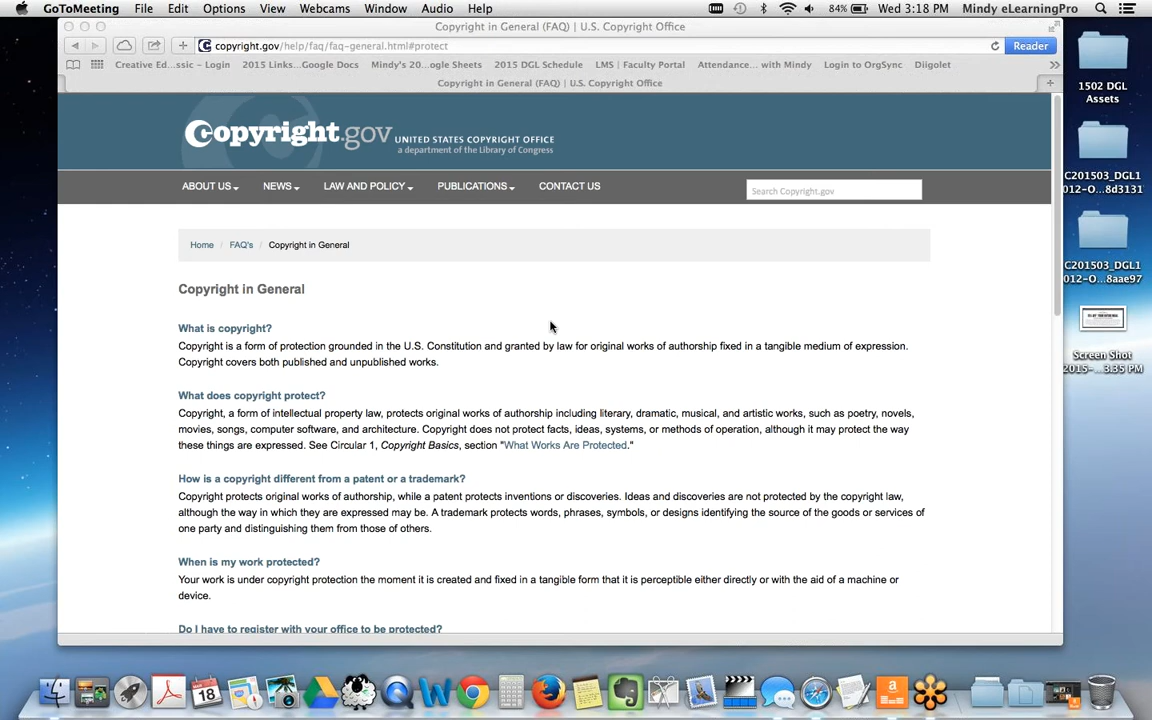 GoToMeeting File Edit Options View Webcams Window Audio Help 84% Wed 3:18 PM Mindy eLearningPro
Copyright in General (FAQ) | U.S. Copyright Office
copyright.gov/help/faq/faq-general.html#protect Reader
Creative Ed...ssic – Login 2015 Links...Google Docs Mindy's 20...ogle Sheets 2015 DGL Schedule LMS | Faculty Portal Attendance... with Mindy Login to OrgSync Diigolet
Copyright in General (FAQ) | U.S. Copyright Office
Copyright.gov UNITED STATES COPYRIGHT OFFICE
a department of the Library of Congress
ABOUT US NEWS LAW AND POLICY PUBLICATIONS CONTACT US Search Copyright.gov
Home / FAQ's / Copyright in General
Copyright in General
What is copyright?
Copyright is a form of protection grounded in the U.S. Constitution and granted by law for original works of authorship fixed in a tangible medium of expression.
Copyright covers both published and unpublished works.
What does copyright protect?
Copyright, a form of intellectual property law, protects original works of authorship including literary, dramatic, musical, and artistic works, such as poetry, novels,
movies, songs, computer software, and architecture. Copyright does not protect facts, ideas, systems, or methods of operation, although it may protect the way
these things are expressed. See Circular 1, Copyright Basics, section "What Works Are Protected."
How is a copyright different from a patent or a trademark?
Copyright protects original works of authorship, while a patent protects inventions or discoveries. Ideas and discoveries are not protected by the copyright law,
although the way in which they are expressed may be. A trademark protects words, phrases, symbols, or designs identifying the source of the goods or services of
one party and distinguishing them from those of others.
When is my work protected?
Your work is under copyright protection the moment it is created and fixed in a tangible form that it is perceptible either directly or with the aid of a machine or
device.
Do I have to register with your office to be protected?
1502 DGL
Assets
C201503_DGL1
012-O...8d3131
C201503_DGL1
012-O...8aae97
Screen Shot
2015-...3.35 PM
18